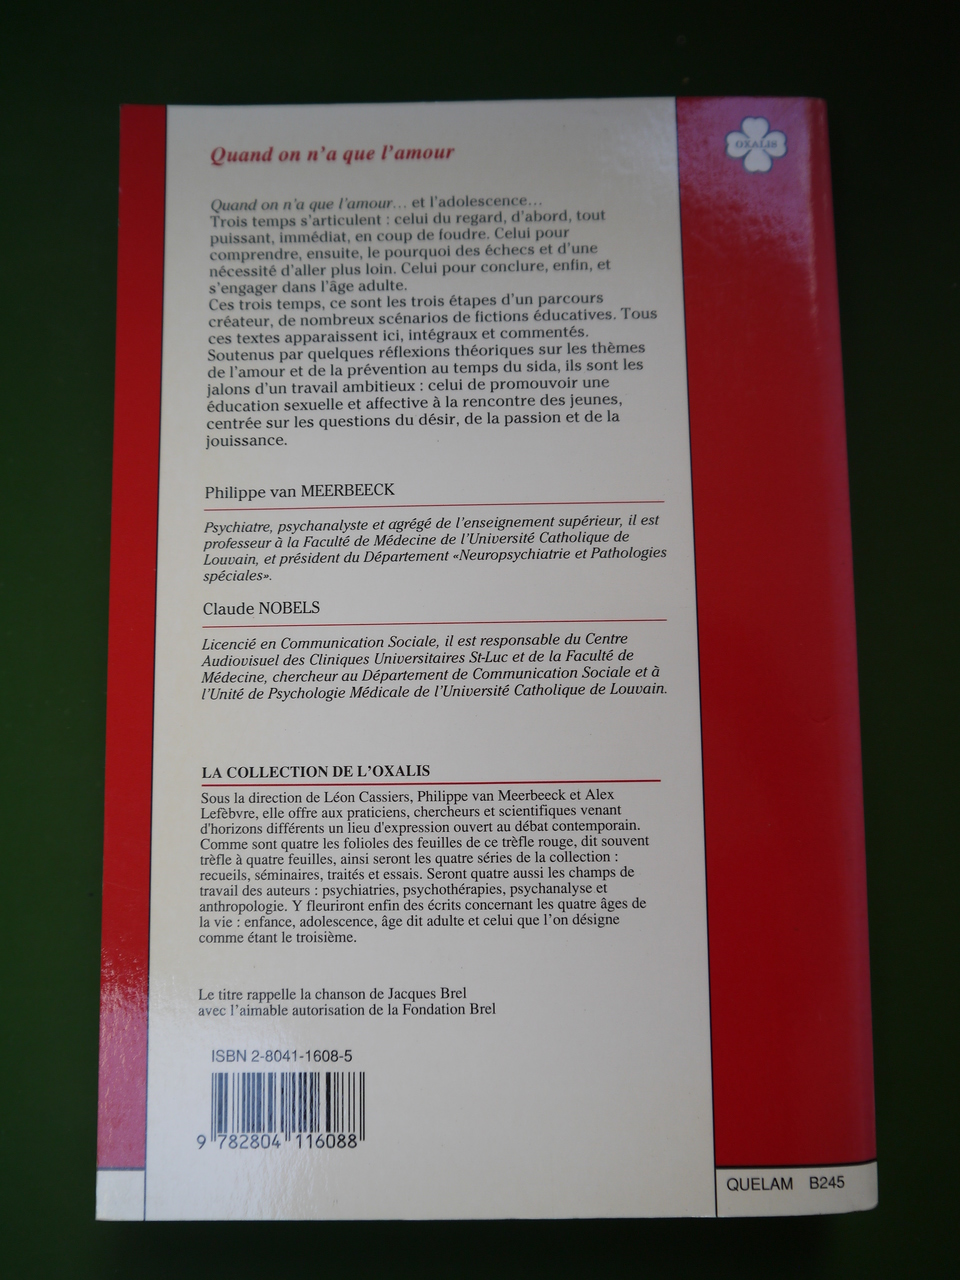 OXALIS
Quand on n'a que l'amour
Quand on n'a que l'amour... et l'adolescence...
Trois temps s'articulent : celui du regard, d'abord, tout
puissant, immédiat, en coup de foudre. Celui pour
comprendre, ensuite, le pourquoi des échecs et d'une
nécessité d'aller plus loin. Celui pour conclure, enfin, et
s'engager dans l'âge adulte.
Ces trois temps, ce sont les trois étapes d'un parcours
créateur, de nombreux scénarios de fictions éducatives. Tous
ces textes apparaissent ici, intégraux et commentés.
Soutenus par quelques réflexions théoriques sur les thèmes
de l'amour et de la prévention au temps du sida, ils sont les
jalons d'un travail ambitieux : celui de promouvoir une
éducation sexuelle et affective à la rencontre des jeunes,
centrée sur les questions du désir, de la passion et de la
jouissance.
Philippe van MEERBEECK
Psychiatre, psychanalyste et agrégé de l'enseignement supérieur, il est
professeur à la Faculté de Médecine de l'Université Catholique de
Louvain, et président du Département «Neuropsychiatrie et Pathologies
spéciales».
Claude NOBELS
Licencié en Communication Sociale, il est responsable du Centre
Audiovisuel des Cliniques Universitaires St-Luc et de la Faculté de
Médecine, chercheur au Département de Communication Sociale et à
l'Unité de Psychologie Médicale de l'Université Catholique de Louvain.
LA COLLECTION DE L'OXALIS
Sous la direction de Léon Cassiers, Philippe van Meerbeeck et Alex
Lefèbvre, elle offre aux praticiens, chercheurs et scientifiques venant
d'horizons différents un lieu d'expression ouvert au débat contemporain.
Comme sont quatre les folioles des feuilles de ce trèfle rouge, dit souvent
trèfle à quatre feuilles, ainsi seront les quatre séries de la collection :
recueils, séminaires, traités et essais. Seront quatre aussi les champs de
travail des auteurs : psychiatries, psychothérapies, psychanalyse et
anthropologie. Y fleuriront enfin des écrits concernant les quatre âges de
la vie : enfance, adolescence, âge dit adulte et celui que l'on désigne
comme étant le troisième.
Le titre rappelle la chanson de Jacques Brel
avec l'aimable autorisation de la Fondation Brel
ISBN 2-8041-1608-5
9 782804 116088
QUELAM B245